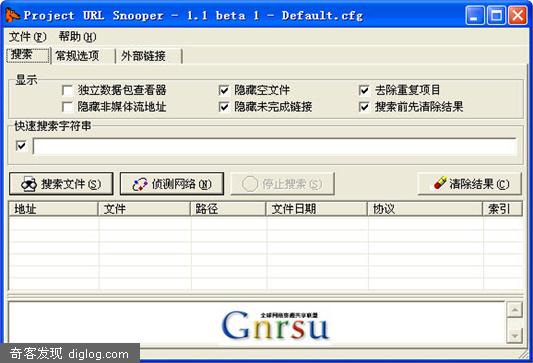 Project URL Snooper - 1.1 beta 1 - Default.cfg
文件(F) 帮助(H)
搜索 常规选项 外部链接
显示
独立数据包查看器 隐藏空文件 去除重复项目
隐藏非媒体流地址 隐藏未完成链接 搜索前先清除结果
快速搜索字符串
搜索文件(S) 侦测网络(N) 停止搜索(S) 清除结果(C)
地址 文件 路径 文件日期 协议 索引
全球网络资源共享联盟
Gnrsu
奇客发现 diglog.com